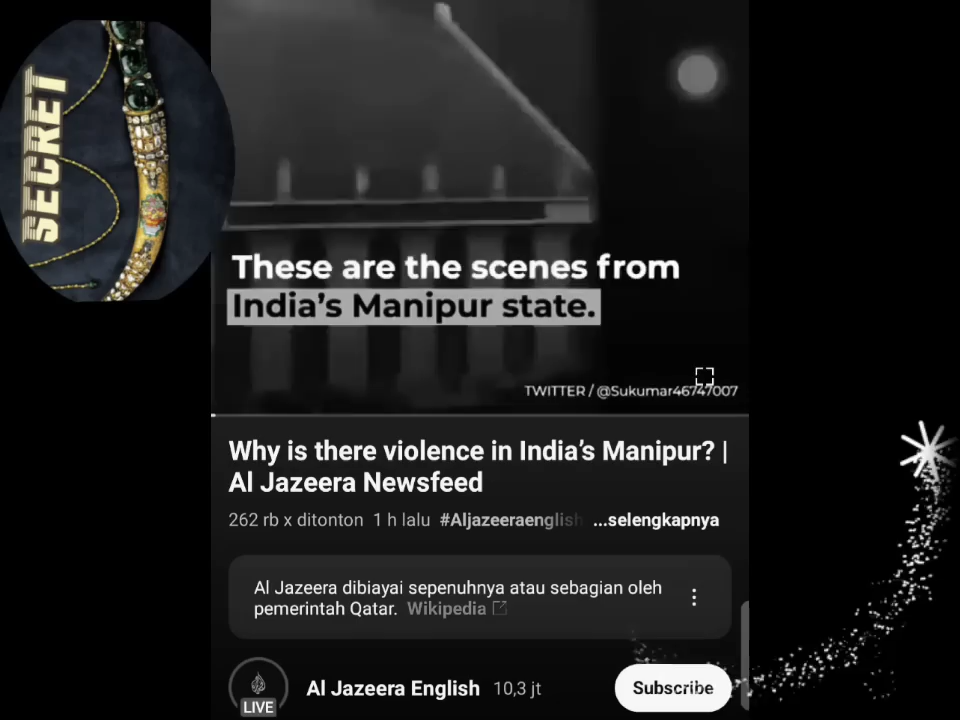 SECRET
These are the scenes from
India's Manipur state.
TWITTER / @Sukumar46747007
Why is there violence in India's Manipur? |
Al Jazeera Newsfeed
262 rb x ditonton 1 h lalu #Aljazeeraenglish ...selengkapnya
Al Jazeera dibiayai sepenuhnya atau sebagian oleh
pemerintah Qatar. Wikipedia
Al Jazeera English 10,3 jt
Subscribe
LIVE